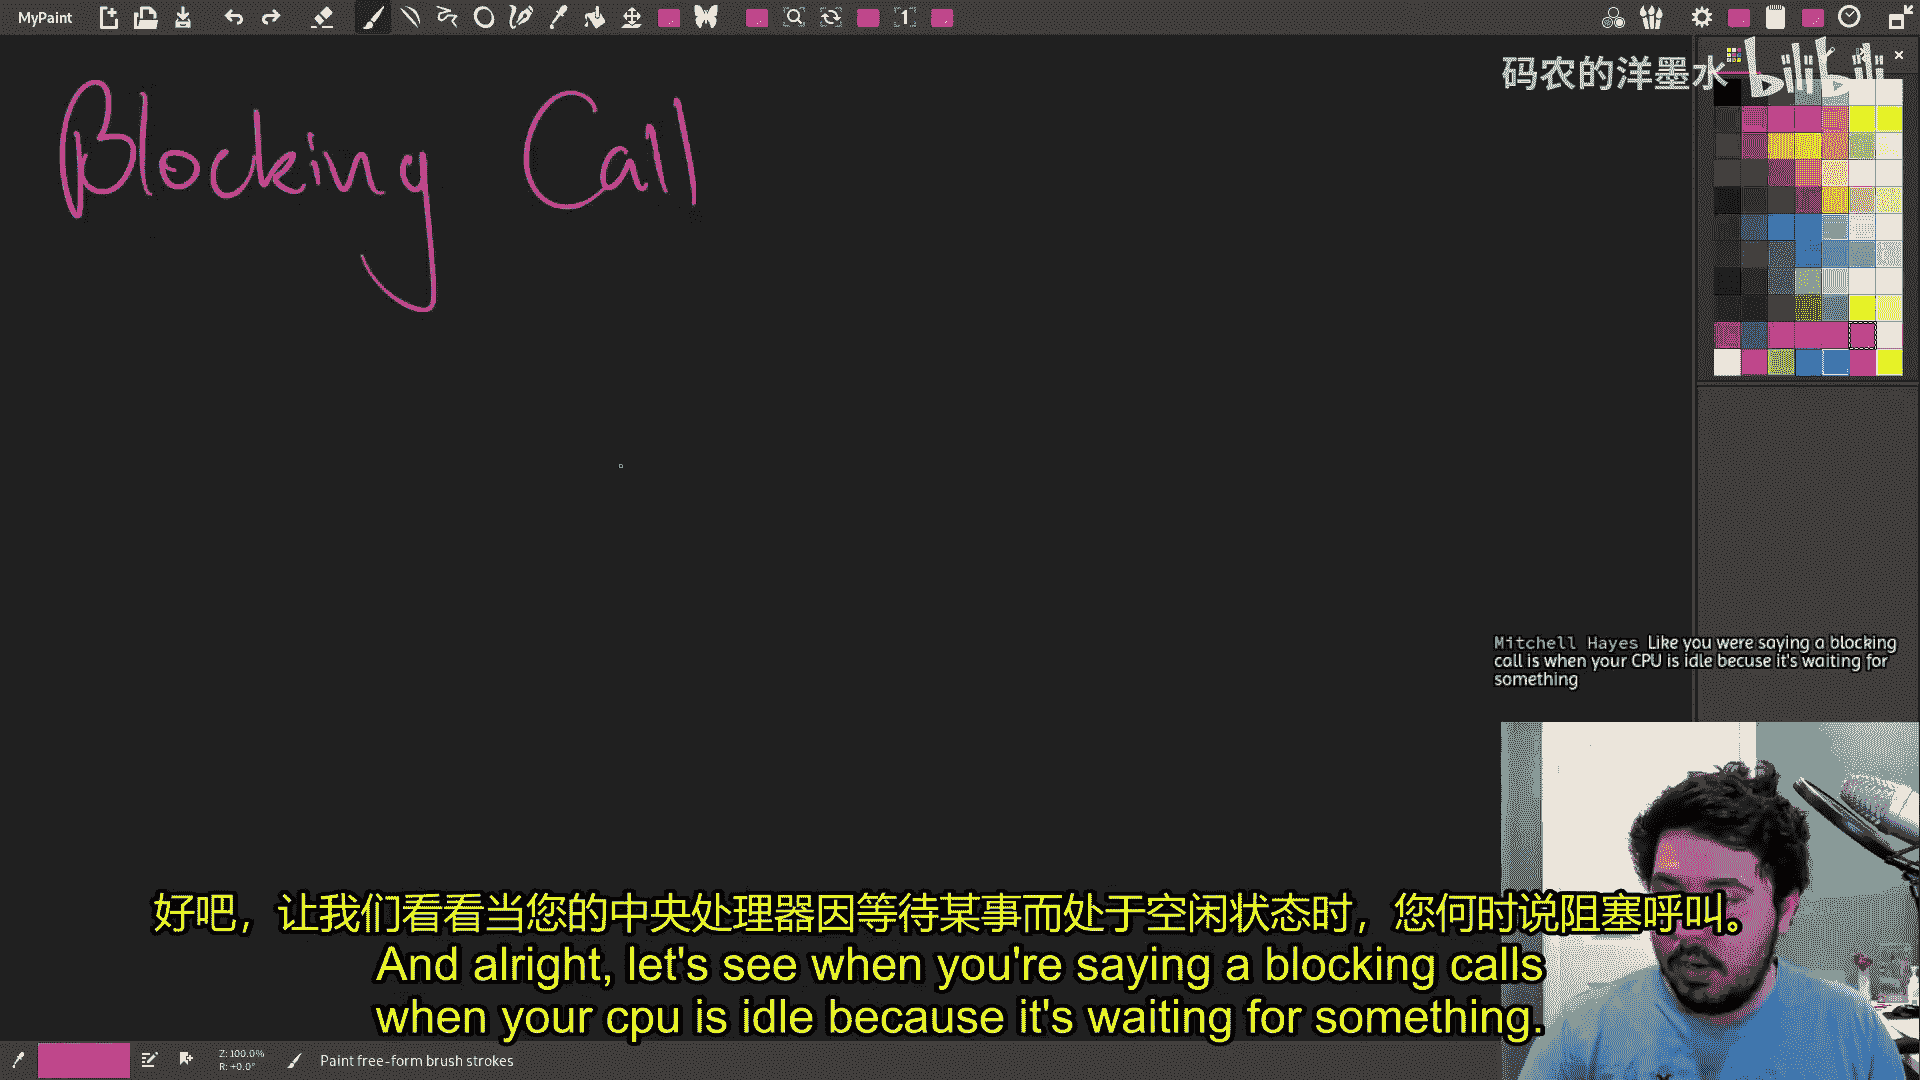 MyPaint
1
码农的洋墨水 bilibili
Blocking Call
Mitchell Hayes Like you were saying a blocking
call is when your CPU is idle becuse it's waiting for
something
好吧，让我们看看当您的中央处理器因等待某事而处于空闲状态时，您何时说阻塞呼叫。
And alright, let's see when you're saying a blocking calls
when your cpu is idle because it's waiting for something.
Z: 100.0%
R: +0.0°
Paint free-form brush strokes